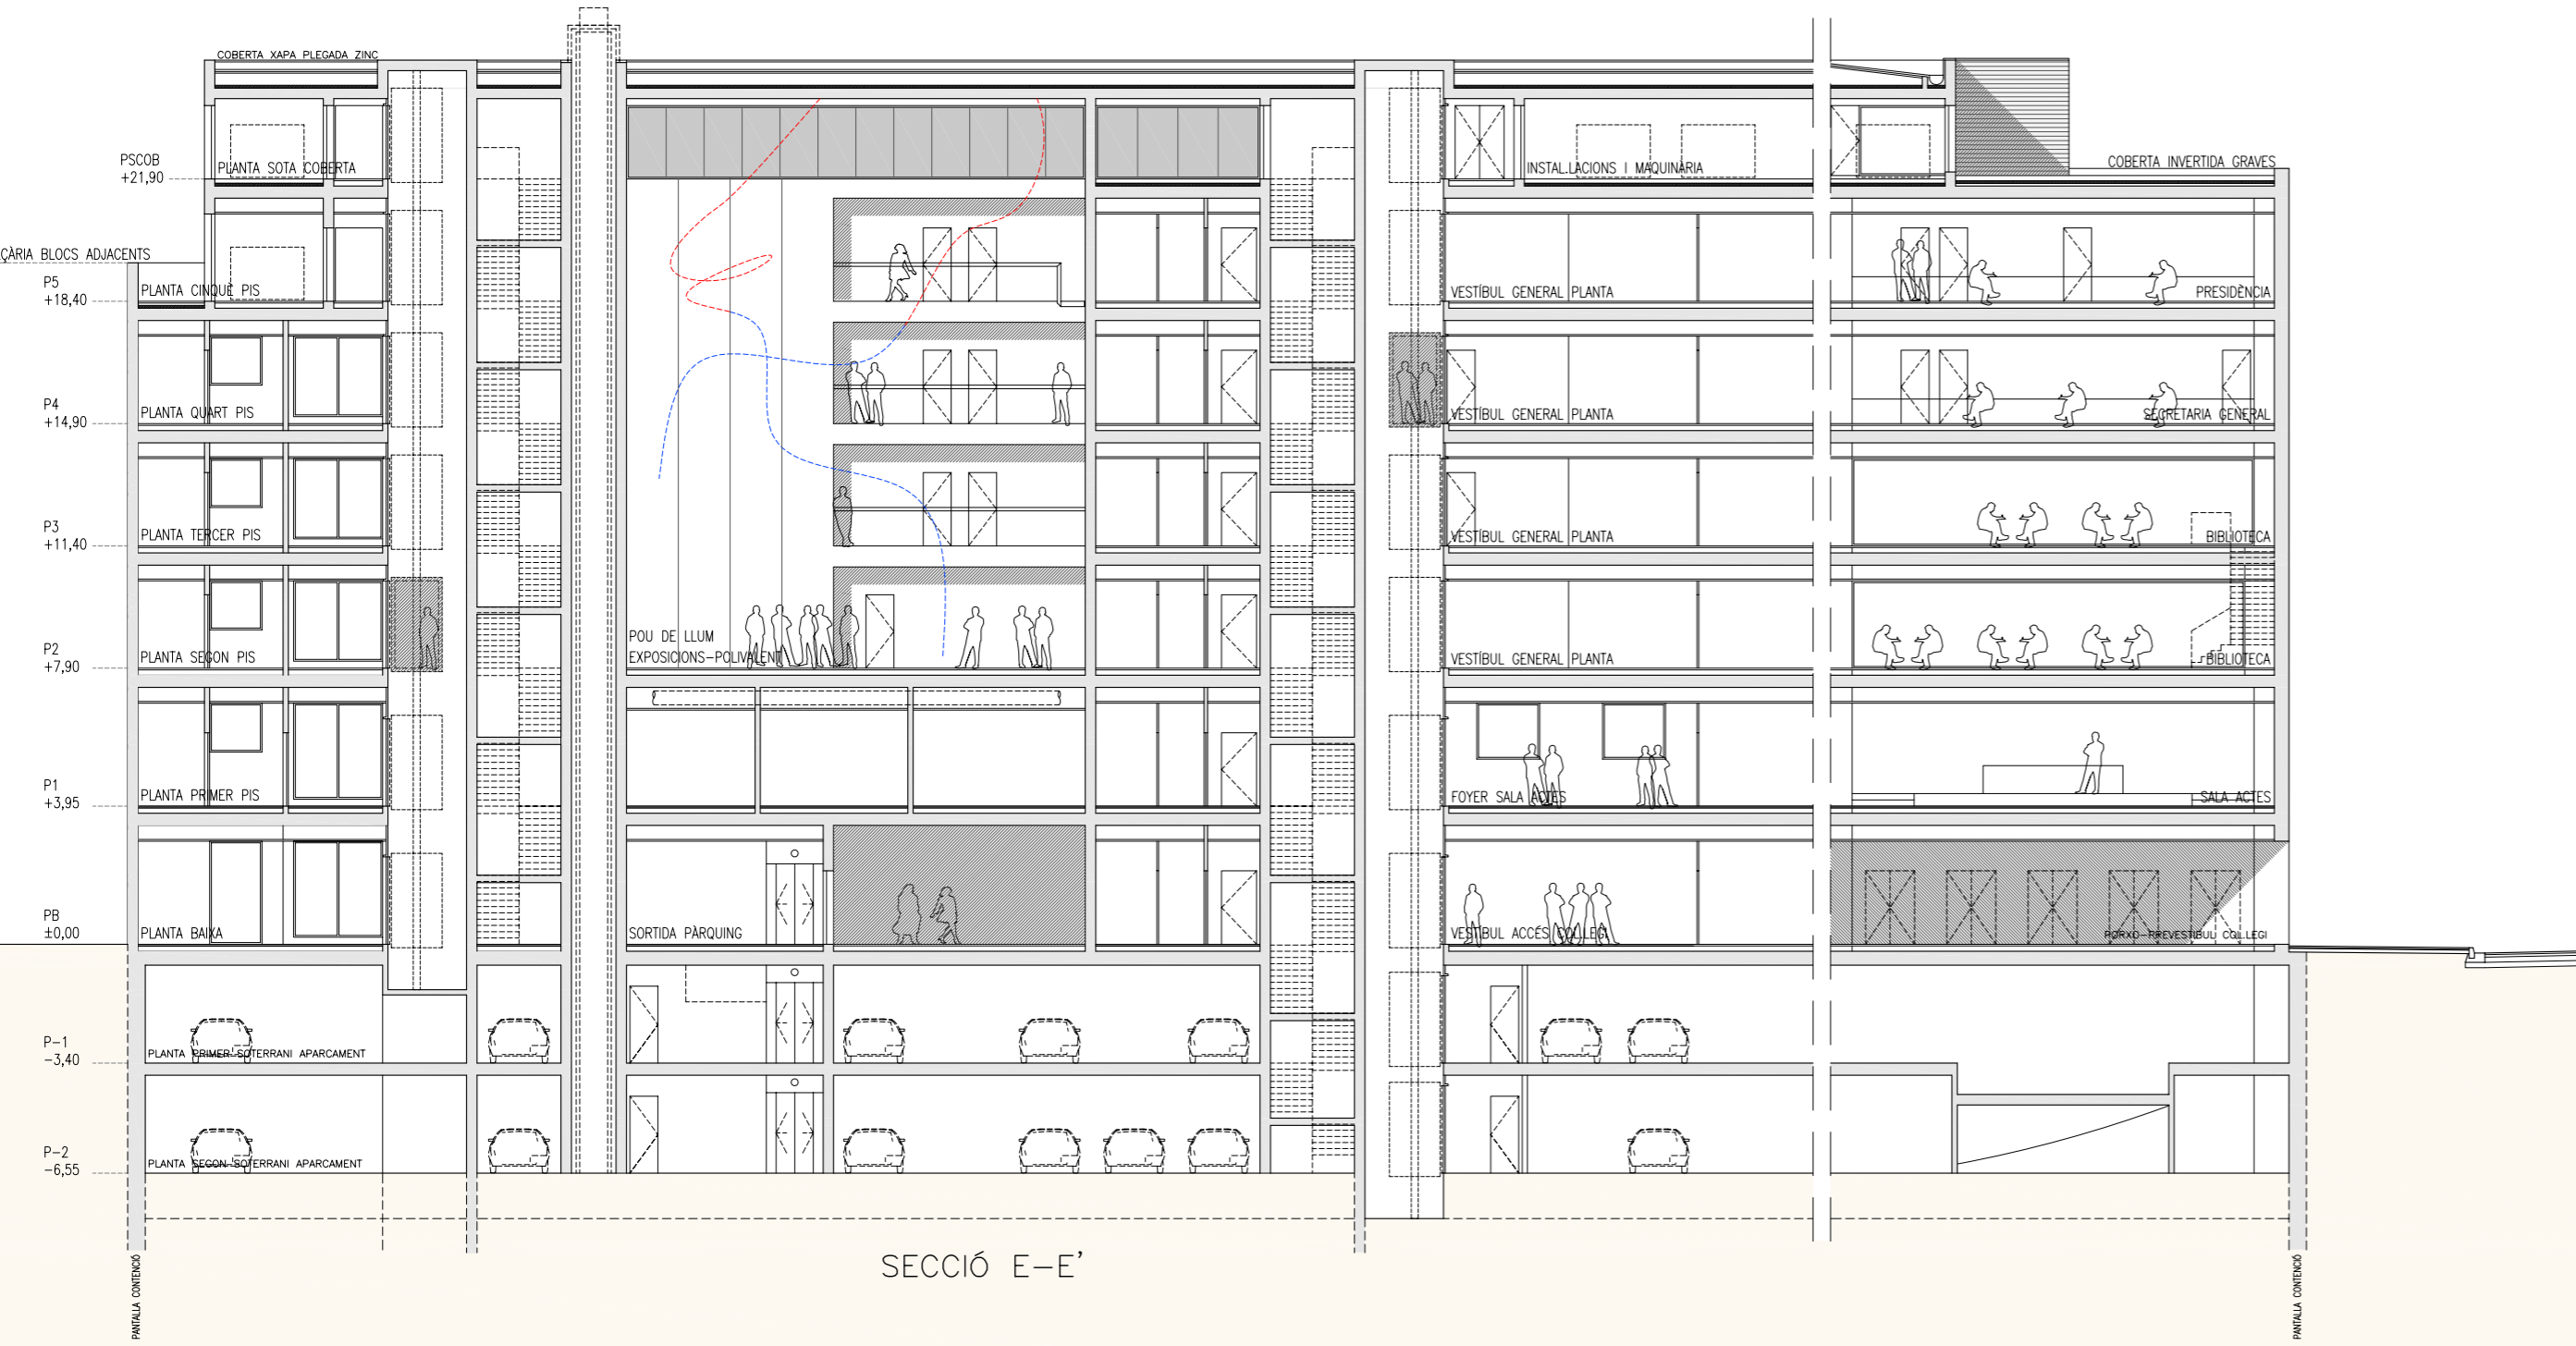 COBERTA XAPA PLEGADA ZINC
PSCOB
+21,90
PLANTA SOTA COBERTA
INSTAL.LACIONS I MAQUINÀRIA
COBERTA INVERTIDA GRAVES
ÇÀRIA BLOCS ADJACENTS
P5
+18,40
PLANTA CINQUÈ PIS
VESTÍBUL GENERAL PLANTA
PRESIDÈNCIA
P4
+14,90
PLANTA QUART PIS
VESTÍBUL GENERAL PLANTA
SECRETARIA GENERAL
P3
+11,40
PLANTA TERCER PIS
VESTÍBUL GENERAL PLANTA
BIBLIOTECA
P2
+7,90
PLANTA SEGON PIS
POU DE LLUM
EXPOSICIONS-POLIVALENT
VESTÍBUL GENERAL PLANTA
BIBLIOTECA
P1
+3,95
PLANTA PRIMER PIS
FOYER SALA ACTES
SALA ACTES
PB
±0,00
PLANTA BAIXA
SORTIDA PÀRQUING
VESTÍBUL ACCÉS COL.LEGI
PORXO-PREVESTIBUL COL.LEGI
P-1
-3,40
PLANTA PRIMER SOTERRANI APARCAMENT
P-2
-6,55
PLANTA SEGON SOTERRANI APARCAMENT
SECCIÓ E-E'
PANTALLA CONTENCIÓ
PANTALLA CONTENCIÓ